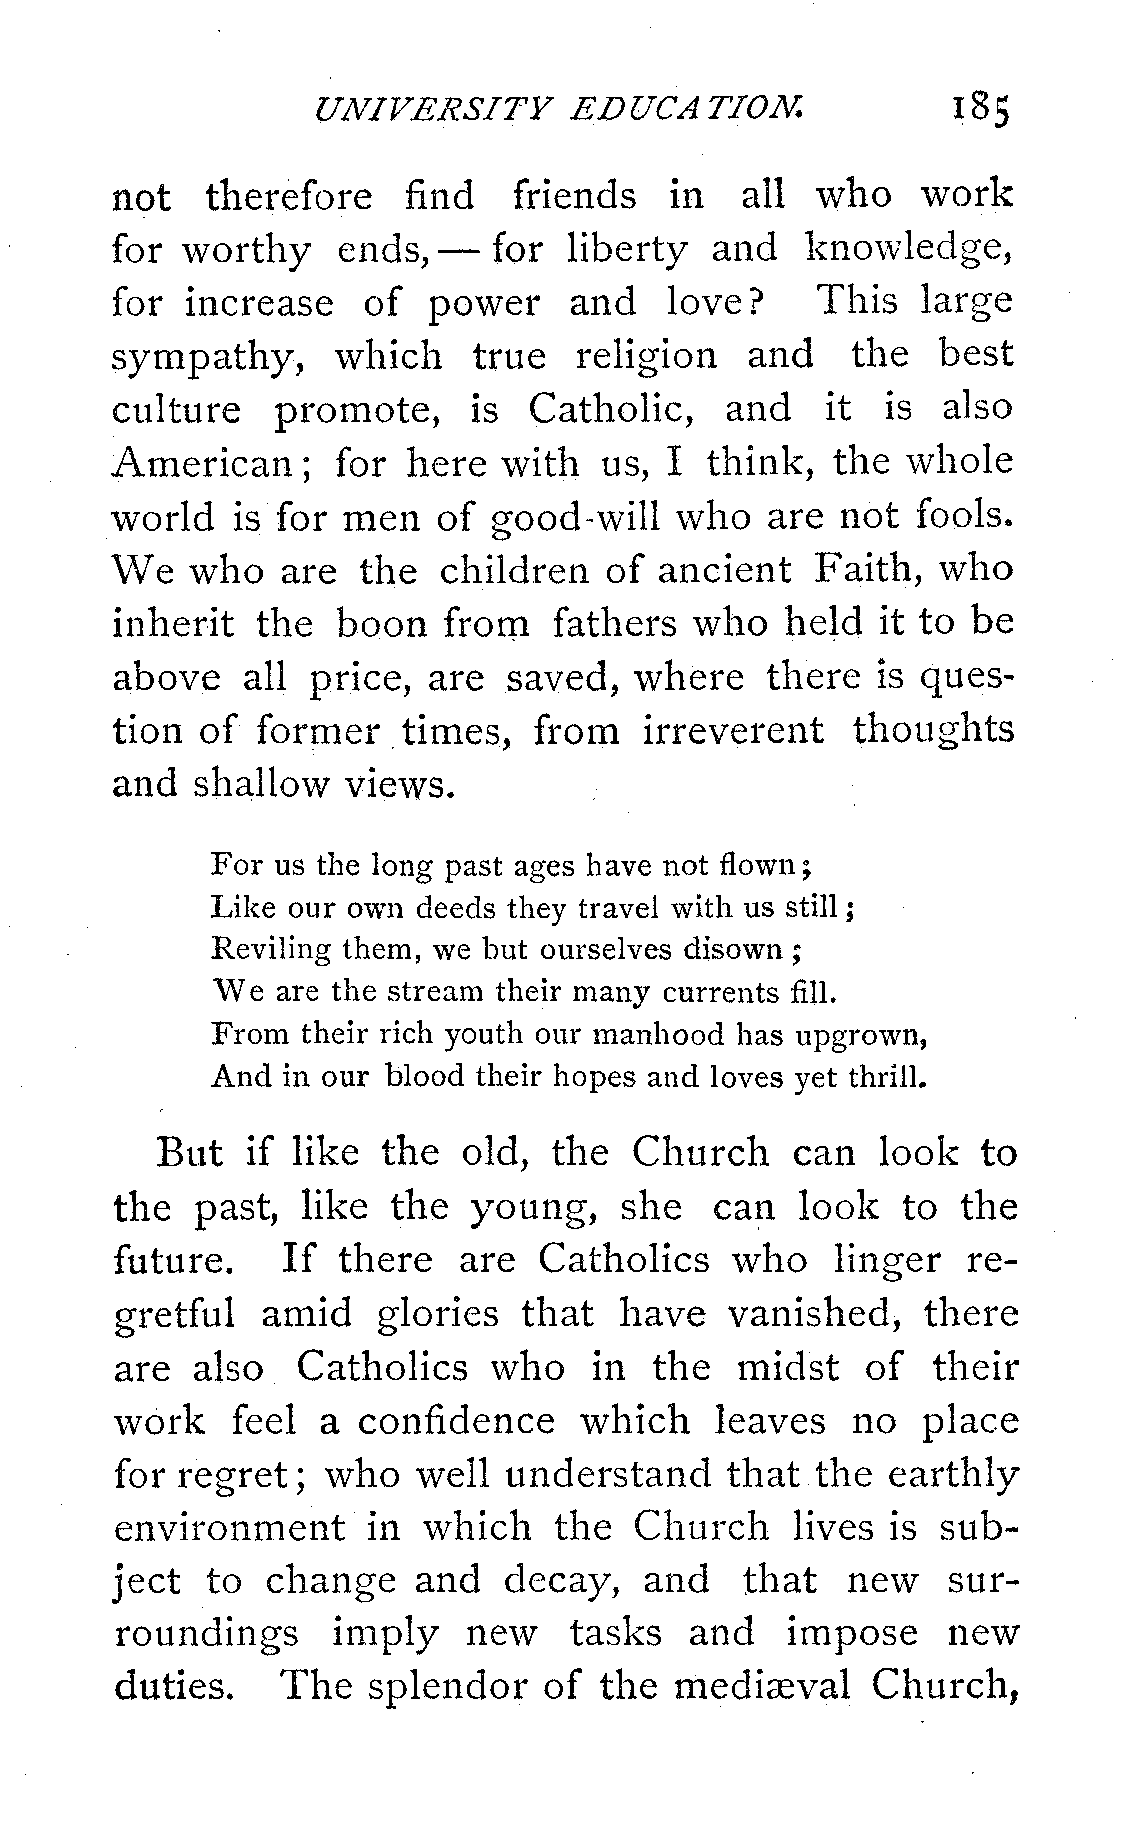 UNIVERSITY EDUCATION. 185
not therefore find friends in all who work
for worthy ends, — for liberty and knowledge,
for increase of power and love? This large
sympathy, which true religion and the best
culture promote, is Catholic, and it is also
American; for here with us, I think, the whole
world is for men of good-will who are not fools.
We who are the children of ancient Faith, who
inherit the boon from fathers who held it to be
above all price, are saved, where there is ques-
tion of former times, from irreverent thoughts
and shallow views.
For us the long past ages have not flown;
Like our own deeds they travel with us still;
Reviling them, we but ourselves disown;
We are the stream their many currents fill.
From their rich youth our manhood has upgrown,
And in our blood their hopes and loves yet thrill.
But if like the old, the Church can look to
the past, like the young, she can look to the
future. If there are Catholics who linger re-
gretful amid glories that have vanished, there
are also Catholics who in the midst of their
work feel a confidence which leaves no place
for regret; who well understand that the earthly
environment in which the Church lives is sub-
ject to change and decay, and that new sur-
roundings imply new tasks and impose new
duties. The splendor of the mediæval Church,